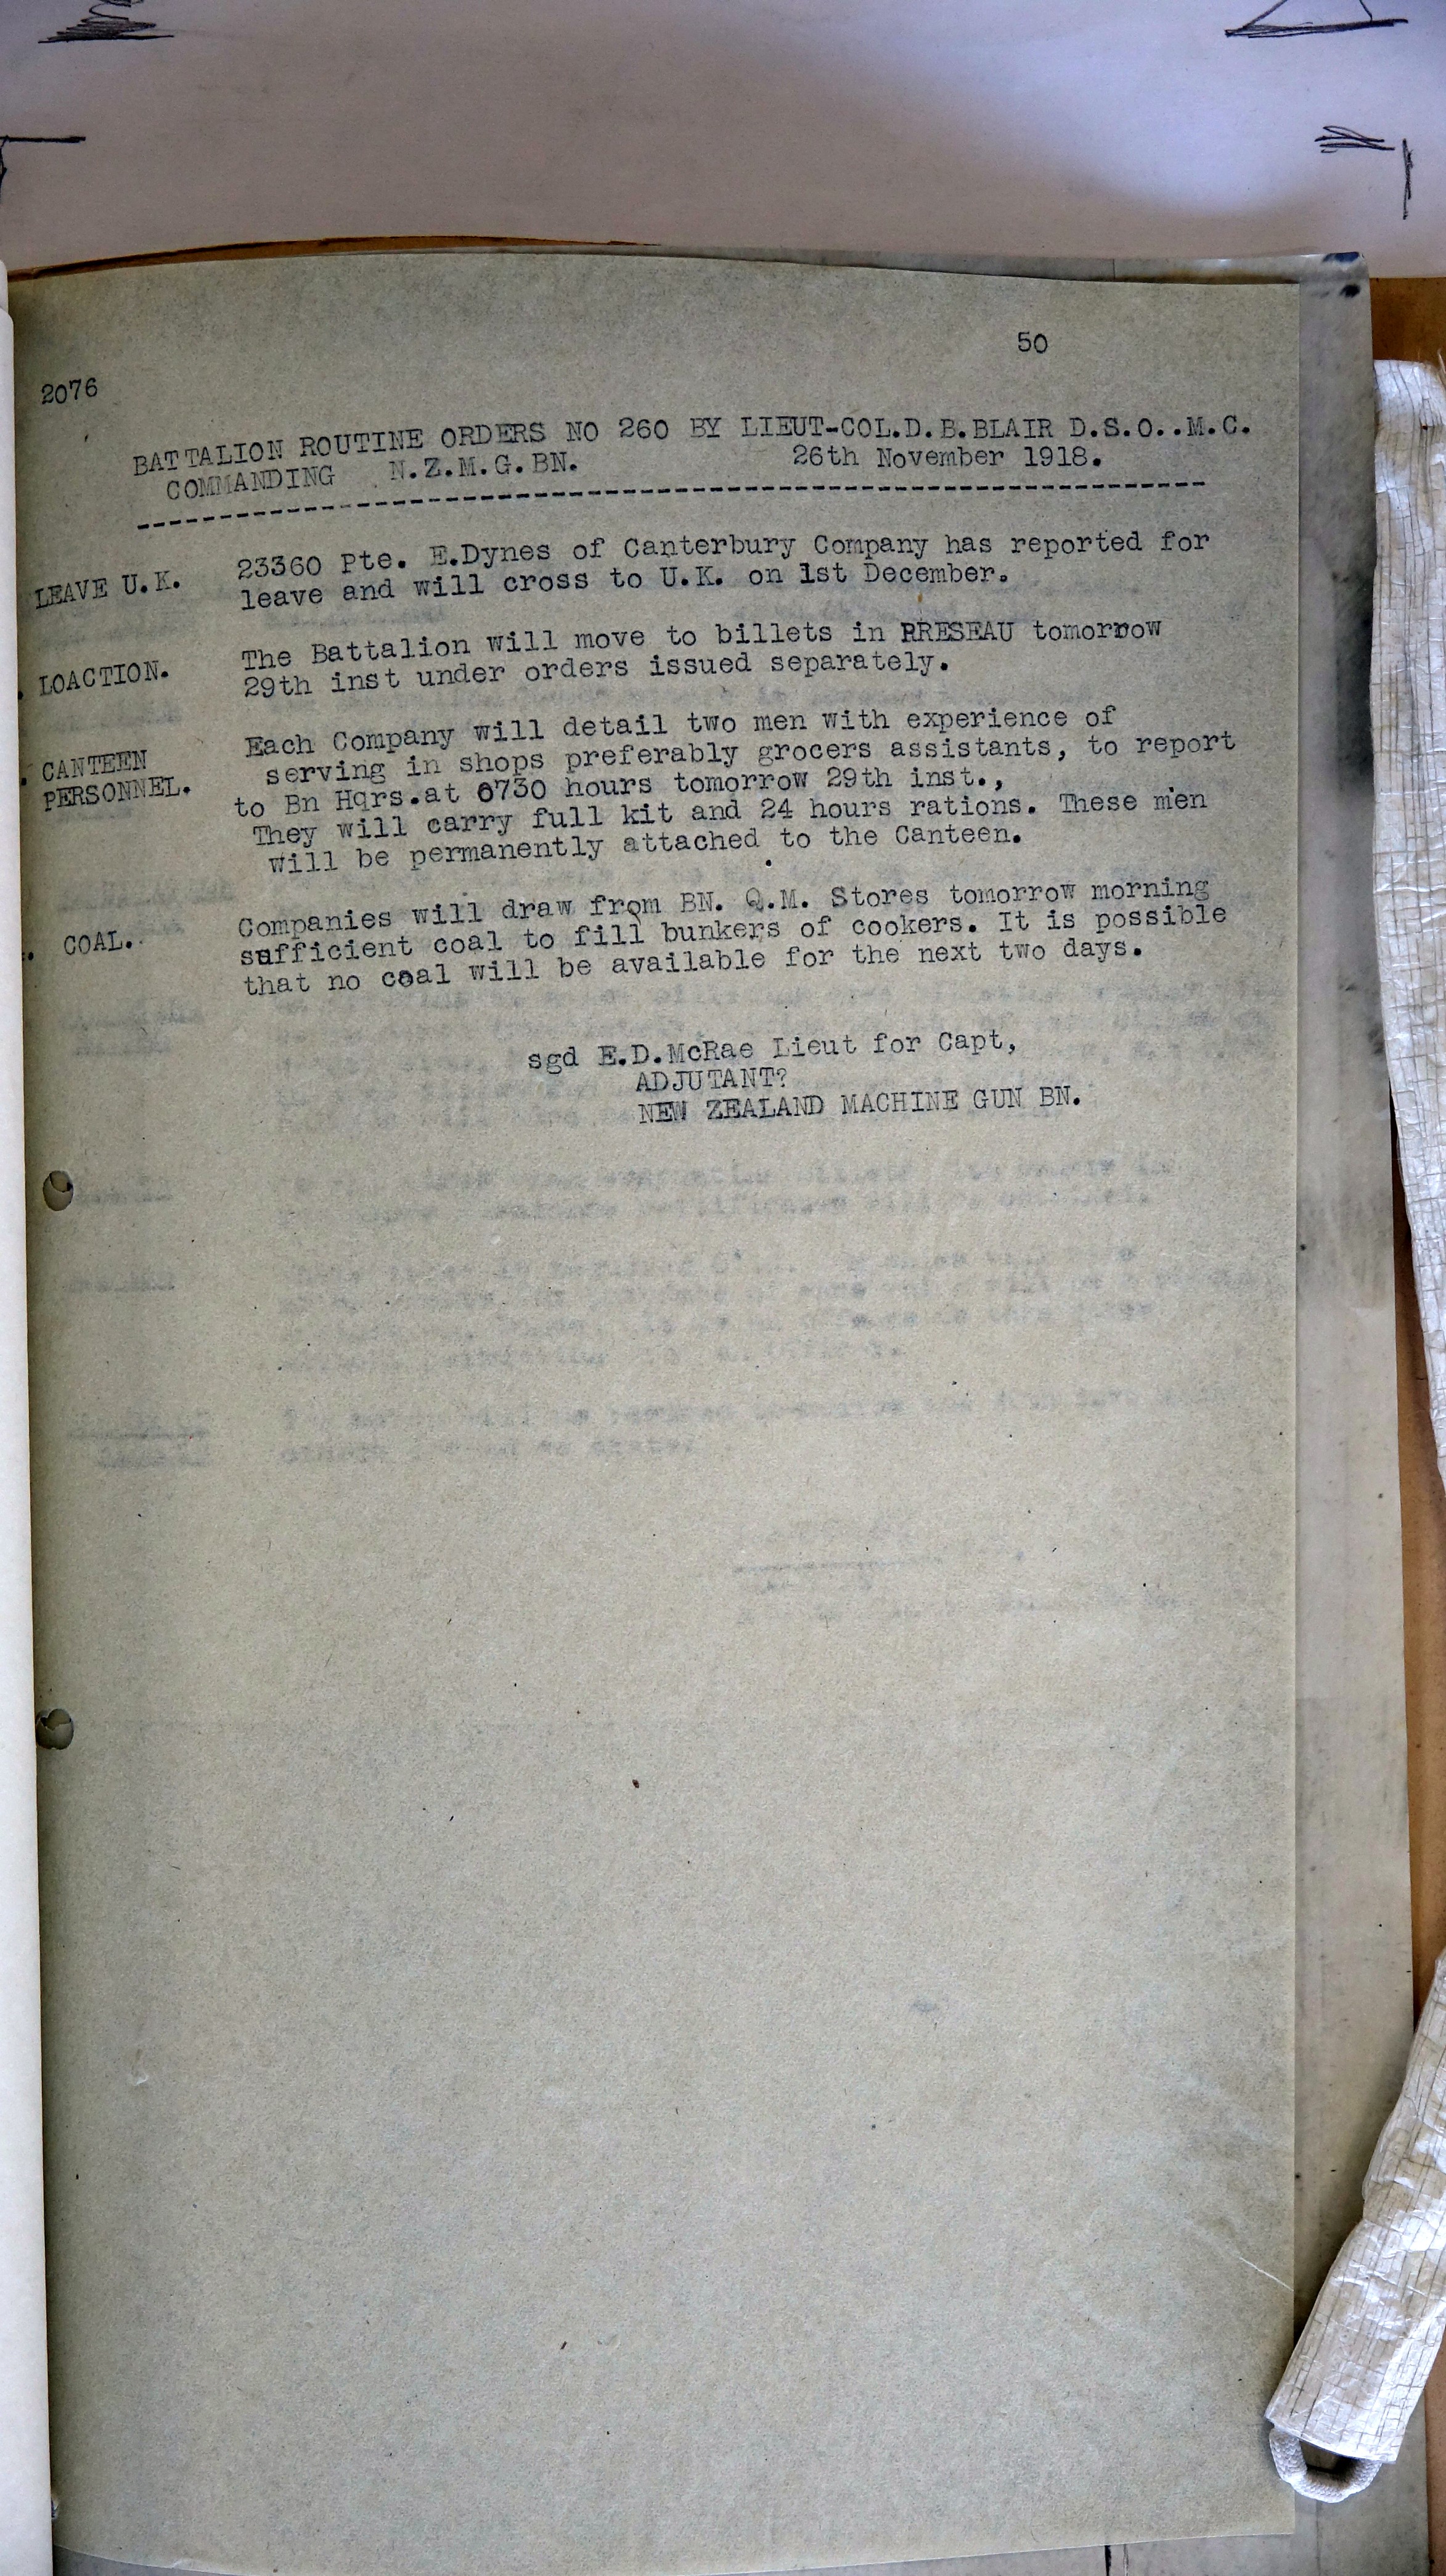 50
2076
BATTALION ROUTINE ORDERS NO 260 BY LIEUT-COL.D.B.BLAIR D.S.O..M.C.
COMMANDING N.Z.M.G.BN. 26th November 1918.
LEAVE U.K. 23360 Pte. E.Dynes of Canterbury Company has reported for
leave and will cross to U.K. on 1st December.
. LOACTION. The Battalion will move to billets in PRESEAU tomorrow
29th inst under orders issued separately.
. CANTEEN PERSONNEL. Each Company will detail two men with experience of
serving in shops preferably grocers assistants, to report
to Bn Hqrs.at 0730 hours tomorrow 29th inst.,
They will carry full kit and 24 hours rations. These men
will be permanently attached to the Canteen.
. COAL. Companies will draw from BN. Q.M. Stores tomorrow morning
sufficient coal to fill bunkers of cookers. It is possible
that no coal will be available for the next two days.
sgd E.D.McRae Lieut for Capt,
ADJUTANT?
NEW ZEALAND MACHINE GUN BN.